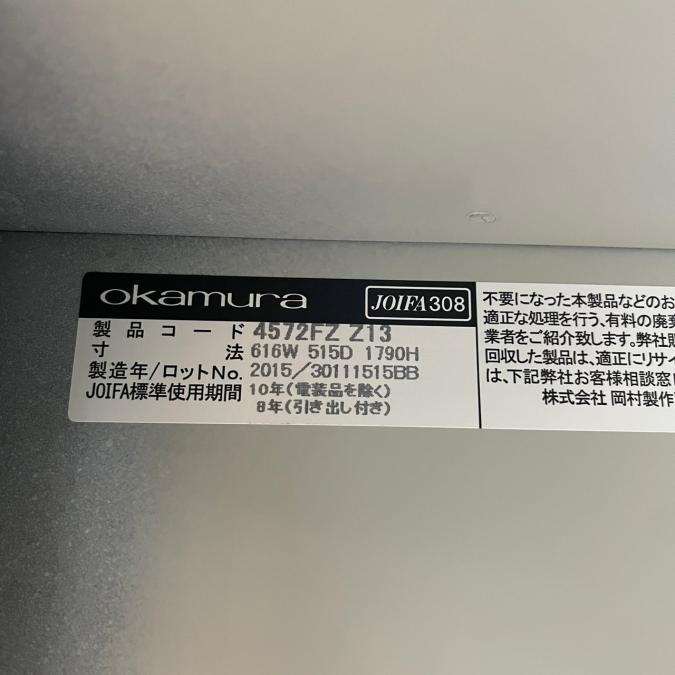 okamura JOIFA308
製品コード 4572FZ Z13
寸法 616W 515D 1790H
製造年/ロットNo. 2015/30111515BB
JOIFA標準使用期間 10年(電装品を除く)
8年(引き出し付き)
不要になった本製品などのお
適正な処理を行う、有料の廃
業者をご紹介致します。弊社
回収した製品は、適正にリサイ
は、下記弊社お客様相談窓
株式会社 岡村製作